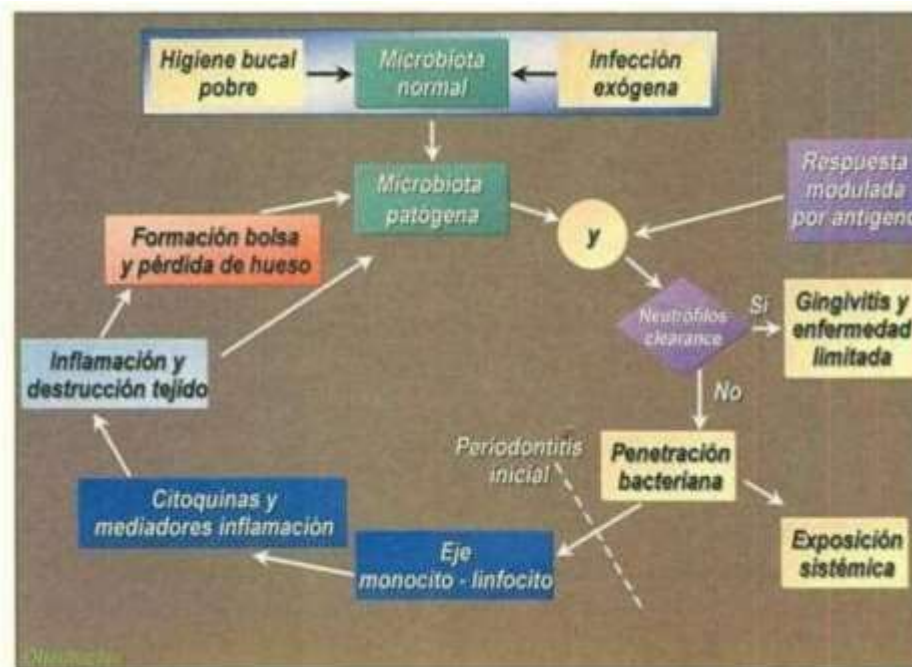 Higiene bucal
pobre
Microbiota
normal
Infección
exógena
Microbiota
patógena
Respuesta
modulada
por antígeno
Formación bolsa
y pérdida de hueso
y
Neutrófilos
clearance
Si
Gingivitis y
enfermedad
limitada
Inflamación y
destrucción tejido
No
Periodontitis
inicial
Penetración
bacteriana
Citoquinas y
mediadores inflamación
Eje
monocito - linfocito
Exposición
sistémica